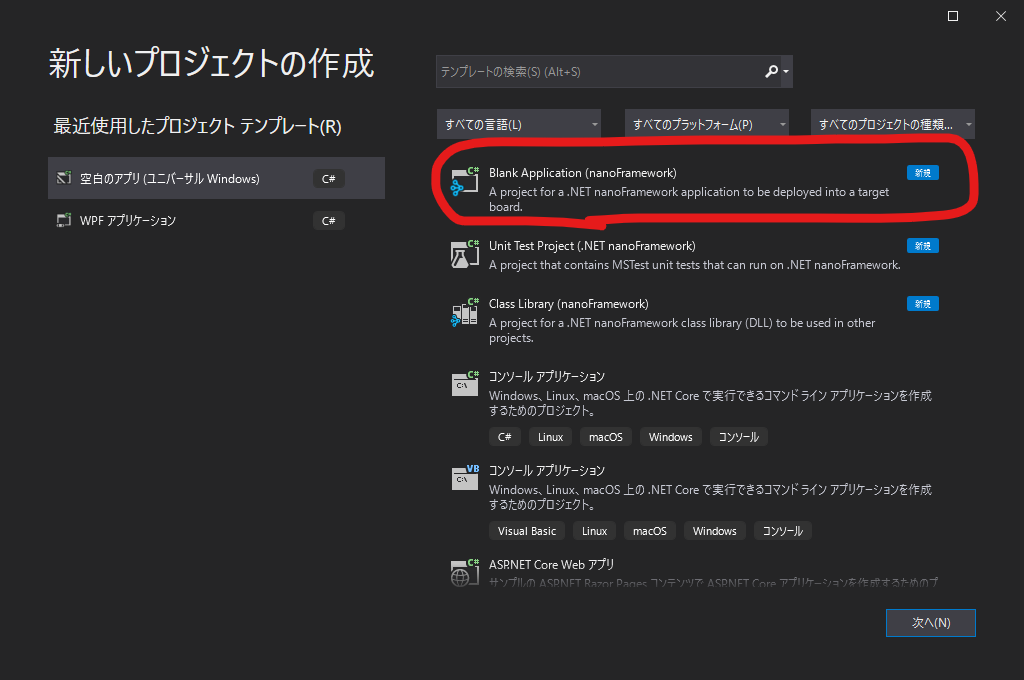 新しいプロジェクトの作成
最近使用したプロジェクト テンプレート(R)
空白のアプリ (ユニバーサル Windows)
C#
WPF アプリケーション
C#
テンプレートの検索(S) (Alt+S)
すべての言語(L)
すべてのプラットフォーム(P)
すべてのプロジェクトの種類...
C#
Blank Application (nanoFramework)
新規
A project for a .NET nanoFramework application to be deployed into a target
board.
C#
Unit Test Project (.NET nanoFramework)
新規
A project that contains MSTest unit tests that can run on .NET nanoFramework.
C#
Class Library (nanoFramework)
新規
A project for a .NET nanoFramework class library (DLL) to be used in other
projects.
C#
C:\
コンソール アプリケーション
Windows、Linux、macOS 上の .NET Core で実行できるコマンド ライン アプリケーションを作成
するためのプロジェクト。
C#
Linux
macOS
Windows
コンソール
VB
C:\
コンソール アプリケーション
Windows、Linux、macOS 上の .NET Core で実行できるコマンド ライン アプリケーションを作成
するためのプロジェクト。
Visual Basic
Linux
macOS
Windows
コンソール
C#
ASP.NET Core Web アプリ
サンプルの ASP.NET Razor Pages コンテンツで ASP.NET Core アプリケーションを作成するためのプ
次へ(N)